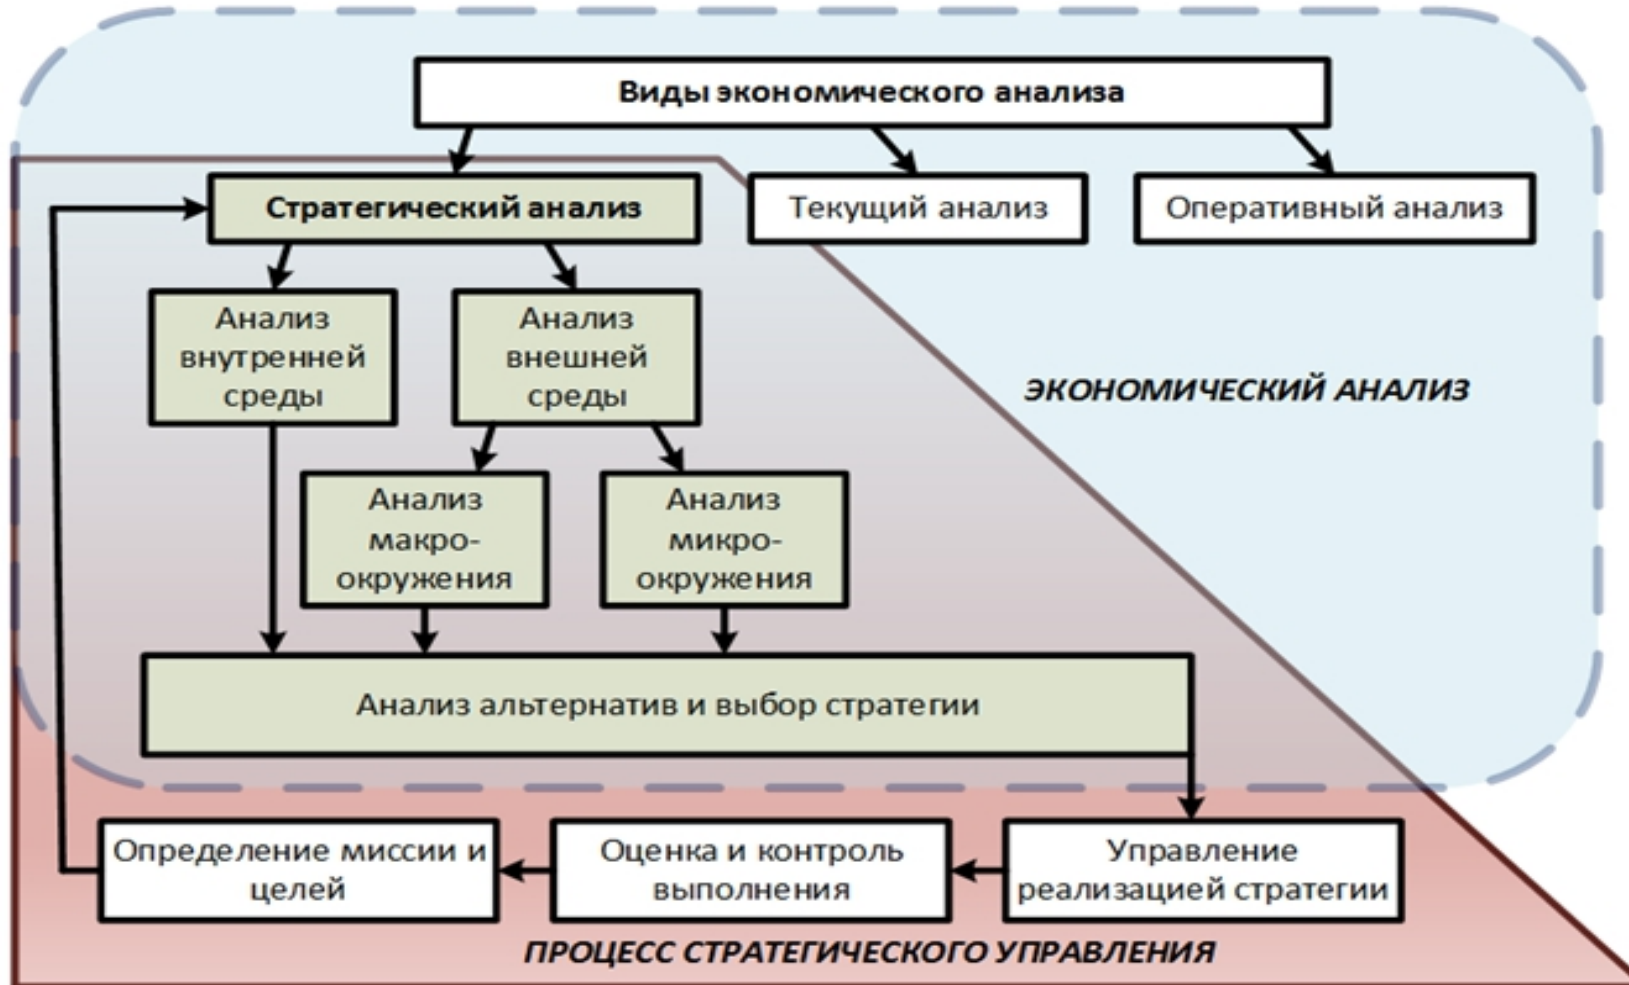 Виды экономического анализа
Стратегический анализ
Текущий анализ
Оперативный анализ
Анализ
внутренней
среды
Анализ
внешней
среды
ЭКОНОМИЧЕСКИЙ АНАЛИЗ
Анализ
макро-
окружения
Анализ
микро-
окружения
Анализ альтернатив и выбор стратегии
Определение миссии и
целей
Оценка и контроль
выполнения
Управление
реализацией стратегии
ПРОЦЕСС СТРАТЕГИЧЕСКОГО УПРАВЛЕНИЯ